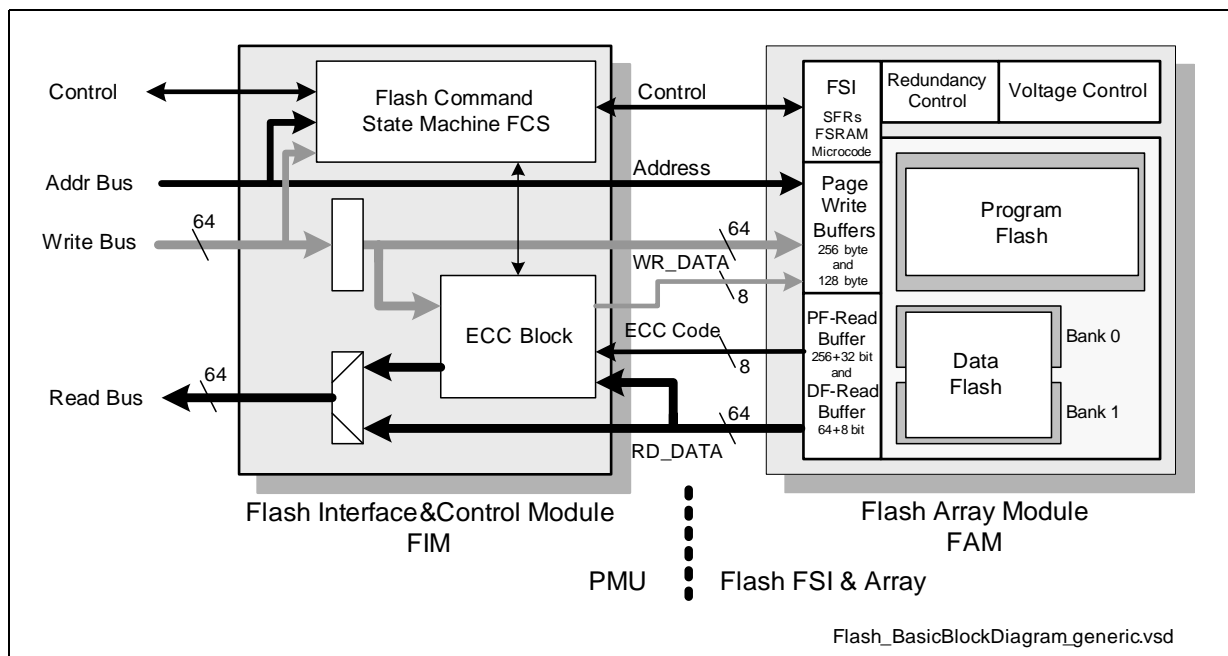 Control
Addr Bus
64
Write Bus
64
Read Bus
Flash Command
State Machine FCS
ECC Block
Control
Address
64
WR_DATA
8
ECC Code
8
64
RD_DATA
FSI
SFRs
FSRAM
Microcode
Page
Write
Buffers
256 byte
and
128 byte
PF-Read
Buffer
256+32 bit
and
DF-Read
Buffer
64+8 bit
Redundancy
Control
Voltage Control
Program
Flash
Data
Flash
Bank 0
Bank 1
Flash Interface&Control Module
FIM
Flash Array Module
FAM
PMU
Flash FSI & Array
Flash_BasicBlockDiagram_generic.vsd